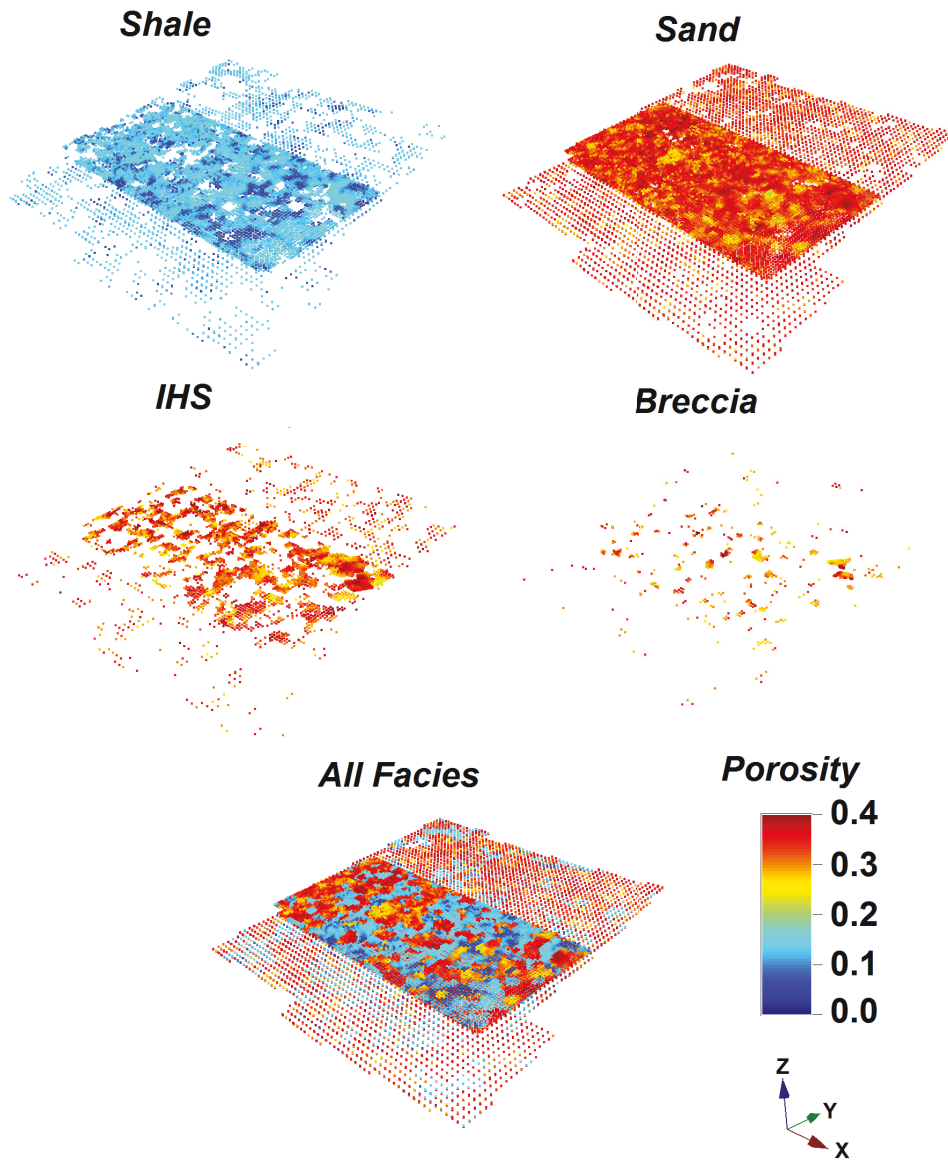 Shale
Sand
IHS
Breccia
All Facies
Porosity
0.4
0.3
0.2
0.1
0.0
Z
Y
X